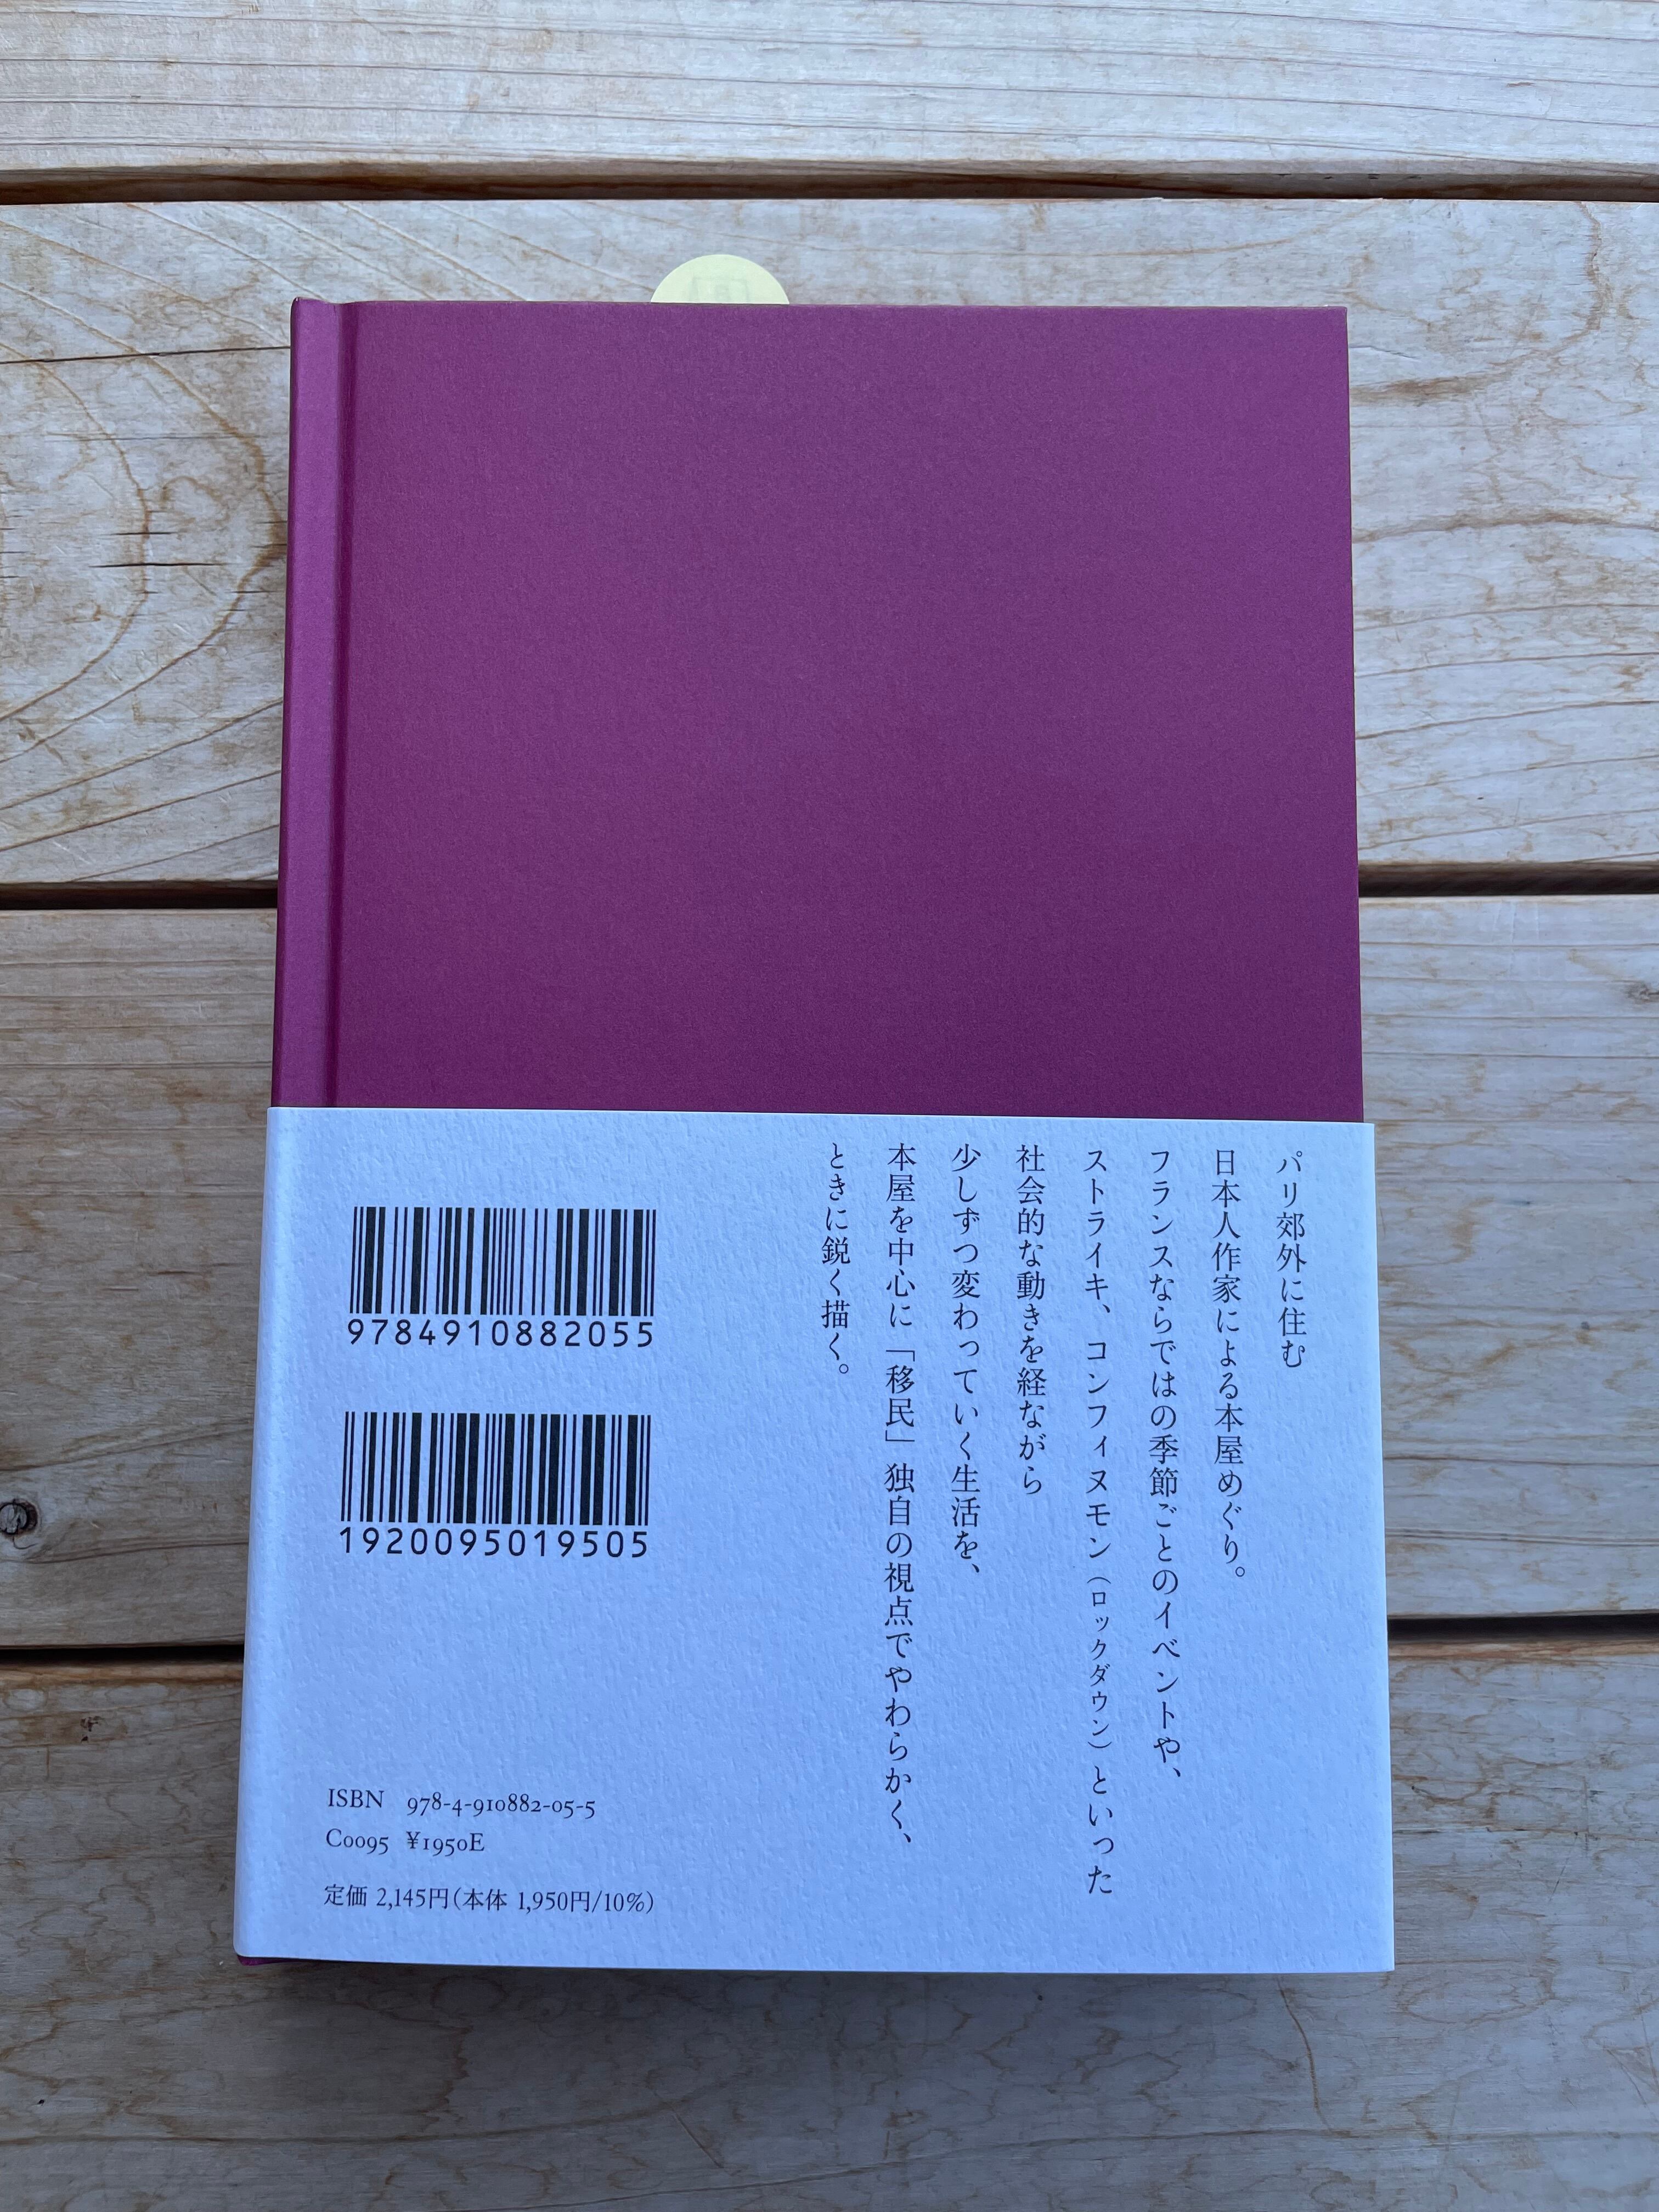 パリ郊外に住む
日本人作家による本屋めぐり。
フランスならではの季節ごとのイベントや、
ストライキ、コンフィヌモン（ロックダウン）といった
社会的な動きを経ながら
少しずつ変わっていく生活を、
本屋を中心に「移民」独自の視点でやわらかく、
ときに鋭く描く。
9784910882055
1920095019505
ISBN 978-4-910882-05-5
C0095 ¥1950E
定価 2,145円（本体 1,950円/10%）